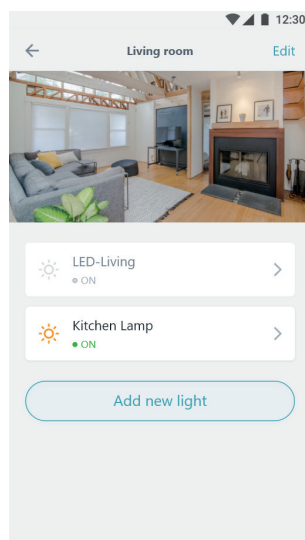 12:30
Living room
Edit
LED-Living
ON
Kitchen Lamp
ON
Add new light